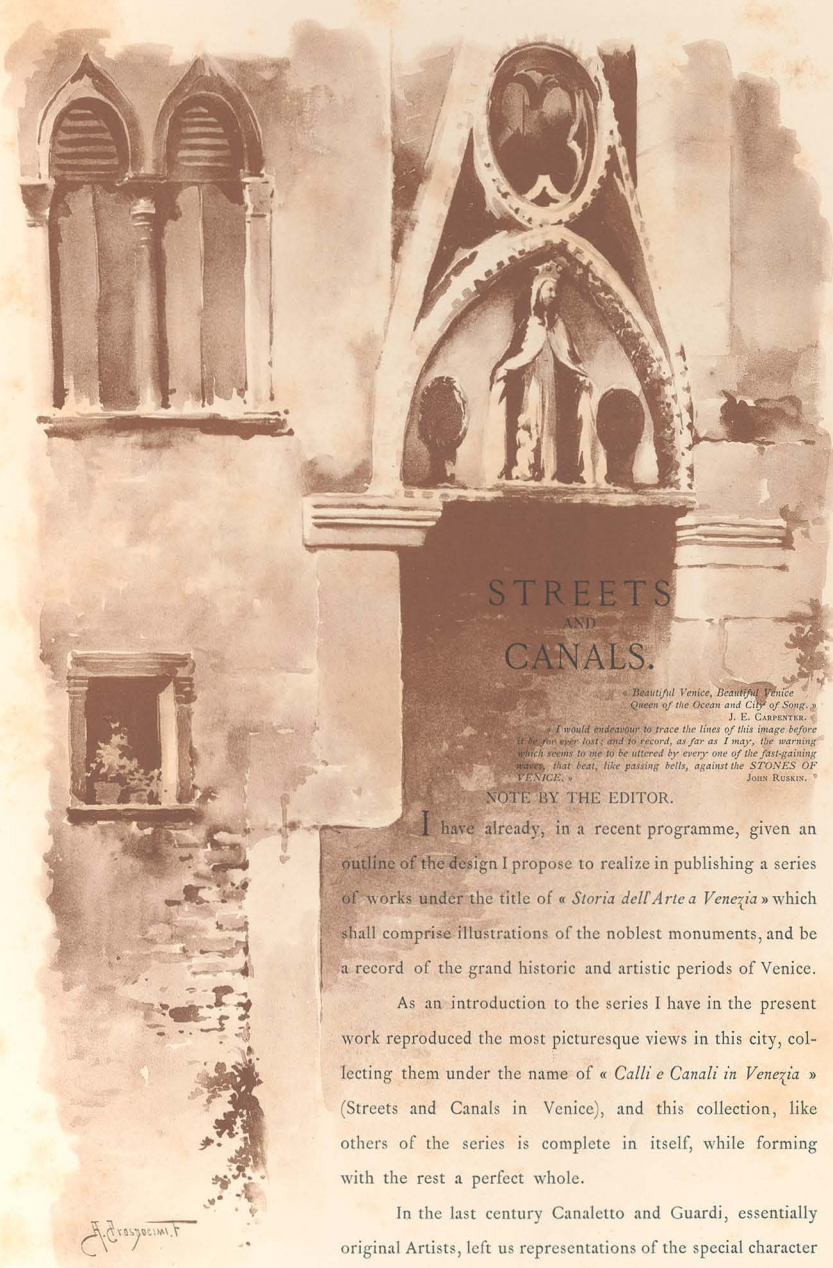 STREETS
AND
CANALS.
« Beautiful Venice, Beautiful Venice
Queen of the Ocean and City of Song. »
J. E. CARPENTER.
« I would endeavour to trace the lines of this image before
it be for ever lost; and to record, as far as I may, the warning
which seems to me to be uttered by every one of the fast-gaining
waves, that beat, like passing bells, against the STONES OF
VENICE. » JOHN RUSKIN.
NOTE BY THE EDITOR.
I have already, in a recent programme, given an
outline of the design I propose to realize in publishing a series
of works under the title of « Storia dell'Arte a Venezia » which
shall comprise illustrations of the noblest monuments, and be
a record of the grand historic and artistic periods of Venice.
As an introduction to the series I have in the present
work reproduced the most picturesque views in this city, col-
lecting them under the name of « Calli e Canali in Venezia »
(Streets and Canals in Venice), and this collection, like
others of the series is complete in itself, while forming
with the rest a perfect whole.
In the last century Canaletto and Guardi, essentially
original Artists, left us representations of the special character
A. Prosdocimi. F